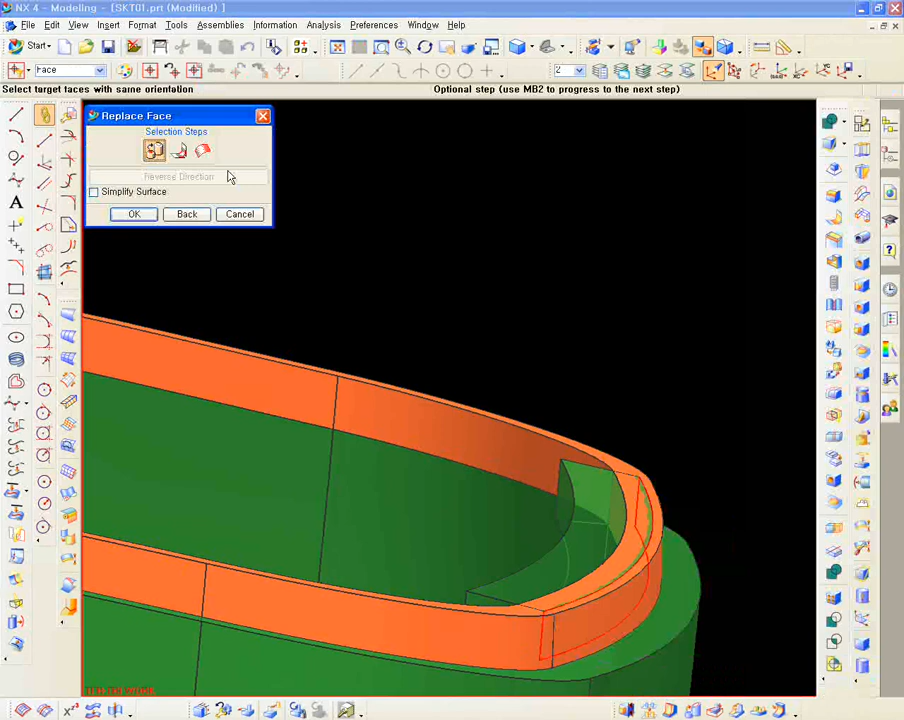 NX 4 - Modeling - [SKT01.prt (Modified) ]
File Edit View Insert Format Tools Assemblies Information Analysis Preferences Window Help
Start
Face
Z
Select target faces with same orientation
Optional step (use MB2 to progress to the next step)
Replace Face
Selection Steps
Reverse Direction
Simplify Surface
OK Back Cancel